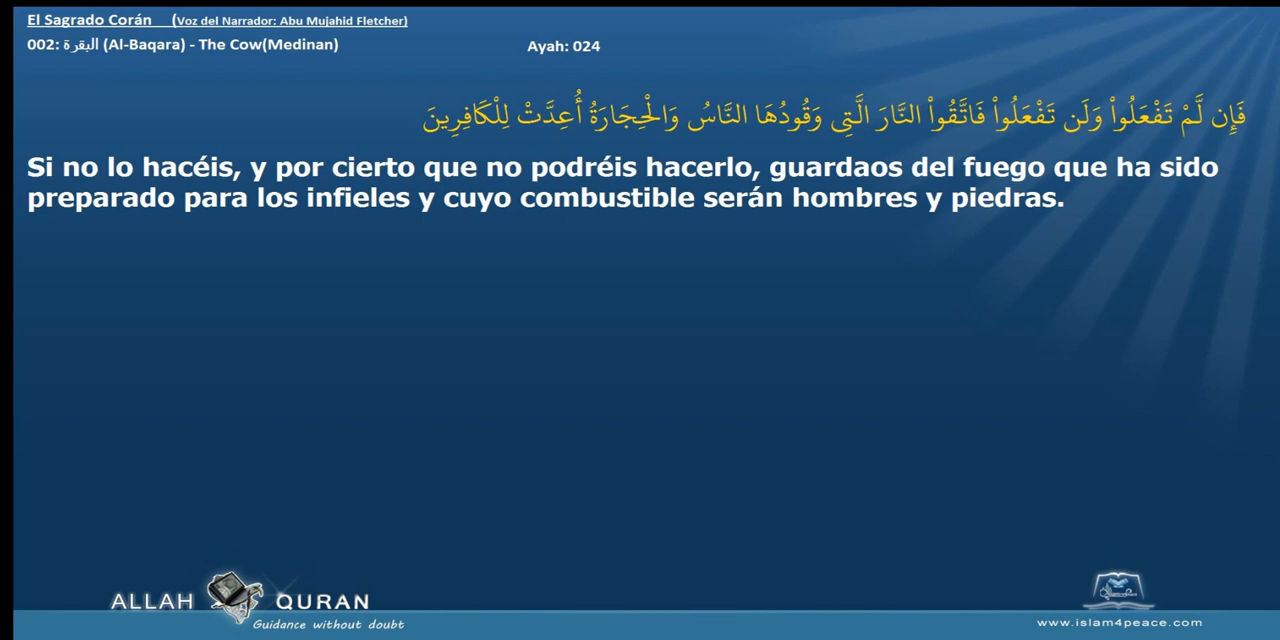 El Sagrado Corán (Voz del Narrador: Abu Mujahid Fletcher)
002: البقرة (Al-Baqara) - The Cow(Medinan) Ayah: 024
فَإِن لَّمْ تَفْعَلُواْ وَلَن تَفْعَلُواْ فَاتَّقُواْ النَّارَ الَّتِى وَقُودُهَا النَّاسُ وَالْحِجَارَةُ أُعِدَّتْ لِلْكَافِرِينَ
Si no lo hacéis, y por cierto que no podréis hacerlo, guardaos del fuego que ha sido
preparado para los infieles y cuyo combustible serán hombres y piedras.
ALLAH QURAN
Guidance without doubt
www.islam4peace.com